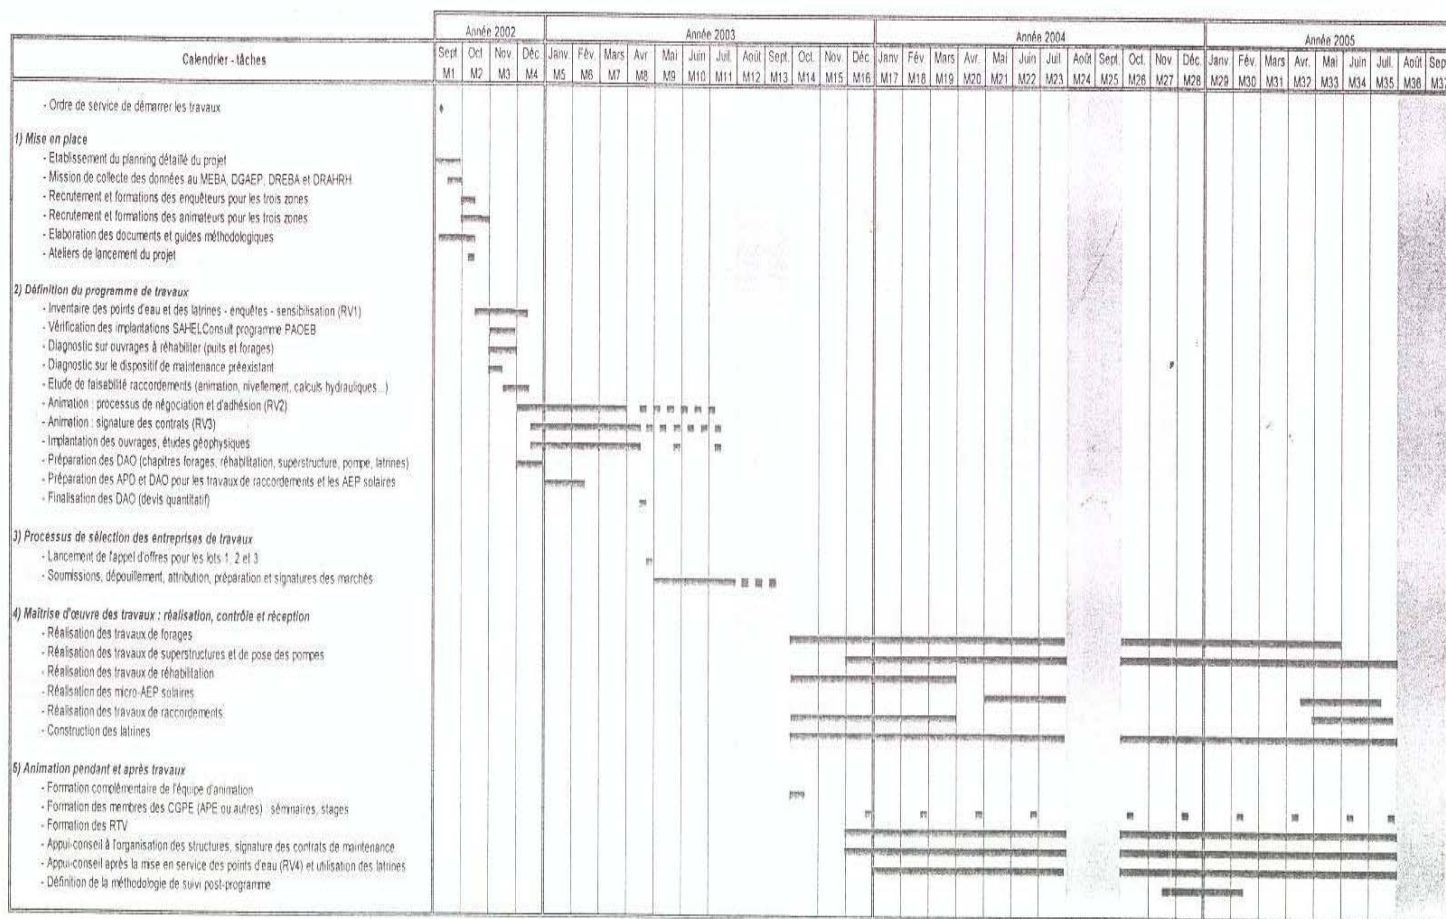 Année 2002 Année 2003 Année 2004 Année 2005
Calendrier - tâches
Sept Oct Nov. Déc. Janv. Fév. Mars Avr Mai Juin Juil. Août Sept. Oct. Nov. Déc. Janv Fév. Mars Avr. Mai Juin Juil. Août Sept. Oct. Nov. Déc. Janv. Fév. Mars Avr. Mai Juin Juil. Août Sep
M1 M2 M3 M4 M5 M6 M7 M8 M9 M10 M11 M12 M13 M14 M15 M16 M17 M18 M19 M20 M21 M22 M23 M24 M25 M26 M27 M28 M29 M30 M31 M32 M33 M34 M35 M36 M37
- Ordre de service de démarrer les travaux
1) Mise en place
- Etablissement du planning détaillé du projet
- Mission de collecte des données au MEBA, DGAEP, DREBA et DRAHRH
- Recrutement et formations des enquêteurs pour les trois zones
- Recrutement et formations des animateurs pour les trois zones
- Elaboration des documents et guides méthodologiques
- Ateliers de lancement du projet
2) Définition du programme de travaux
- Inventaire des points d'eau et des latrines - enquêtes - sensibilisation (RV1)
- Vérification des implantations SAHELConsult programme PAOEB
- Diagnostic sur ouvrages à réhabiliter (puits et forages)
- Diagnostic sur le dispositif de maintenance préexistant
- Etude de faisabilité raccordements (animation, nivellement, calculs hydrauliques...)
- Animation : processus de négociation et d'adhésion (RV2)
- Animation : signature des contrats (RV3)
- Implantation des ouvrages, études géophysiques
- Préparation des DAO (chapitres forages, réhabilitation, superstructure, pompe, latrines)
- Préparation des APD et DAO pour les travaux de raccordements et les AEP solaires
- Finalisation des DAO (devis quantitatif)
3) Processus de sélection des entreprises de travaux
- Lancement de l'appel d'offres pour les lots 1, 2 et 3
- Soumissions, dépouillement, attribution, préparation et signatures des marchés
4) Maîtrise d'œuvre des travaux : réalisation, contrôle et réception
- Réalisation des travaux de forages
- Réalisation des travaux de superstructures et de pose des pompes
- Réalisation des travaux de réhabilitation
- Réalisation des micro-AEP solaires
- Réalisation des travaux de raccordements
- Construction des latrines
5) Animation pendant et après travaux
- Formation complémentaire de l'équipe d'animation
- Formation des membres des CGPE (APE ou autres) : séminaires, stages
- Formation des RTV
- Appui-conseil à l'organisation des structures, signature des contrats de maintenance
- Appui-conseil après la mise en service des points d'eau (RV4) et utilisation des latrines
- Définition de la méthodologie de suivi post-programme